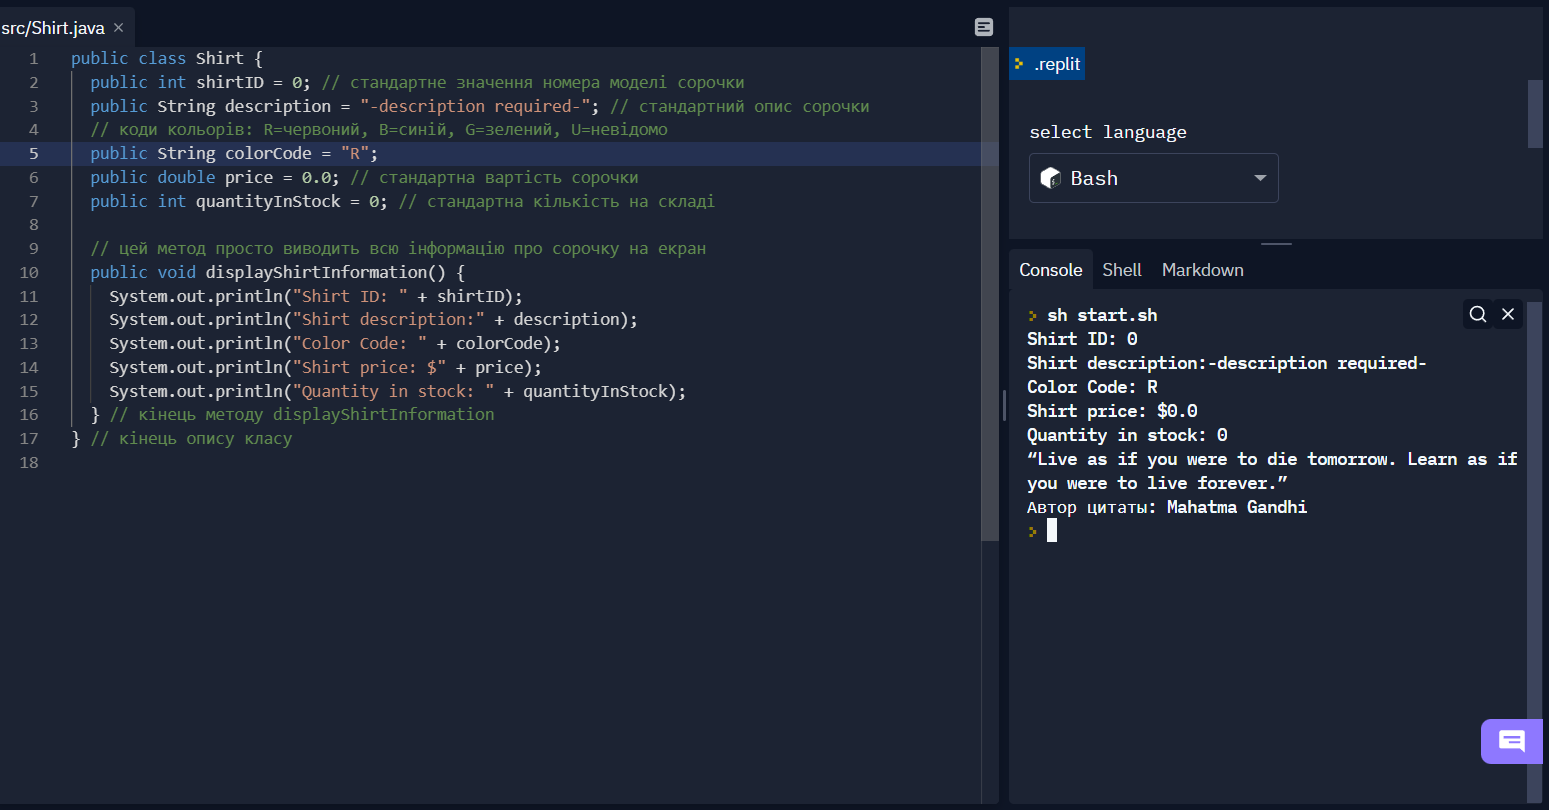 src/Shirt.java ×
1 public class Shirt {
2 public int shirtID = 0; // стандартне значення номера моделі сорочки
3 public String description = "-description required-"; // стандартний опис сорочки
4 // коди кольорів: R=червоний, B=синій, G=зелений, U=невідомо
5 public String colorCode = "R";
6 public double price = 0.0; // стандартна вартість сорочки
7 public int quantityInStock = 0; // стандартна кількість на складі
8
9 // цей метод просто виводить всю інформацію про сорочку на екран
10 public void displayShirtInformation() {
11 System.out.println("Shirt ID: " + shirtID);
12 System.out.println("Shirt description:" + description);
13 System.out.println("Color Code: " + colorCode);
14 System.out.println("Shirt price: $" + price);
15 System.out.println("Quantity in stock: " + quantityInStock);
16 } // кінець методу displayShirtInformation
17 } // кінець опису класу
18
.replit
select language
Bash
Console Shell Markdown
sh start.sh
Shirt ID: 0
Shirt description:-description required-
Color Code: R
Shirt price: $0.0
Quantity in stock: 0
“Live as if you were to die tomorrow. Learn as if
you were to live forever.”
Автор цитаты: Mahatma Gandhi